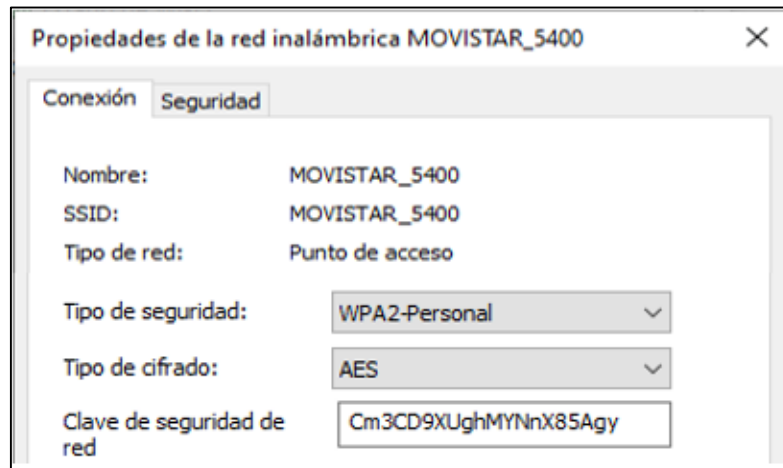 Propiedades de la red inalámbrica MOVISTAR_5400
Conexión Seguridad
Nombre: MOVISTAR_5400
SSID: MOVISTAR_5400
Tipo de red: Punto de acceso
Tipo de seguridad: WPA2-Personal
Tipo de cifrado: AES
Clave de seguridad de red Cm3CD9XUghMYNnX85Agy